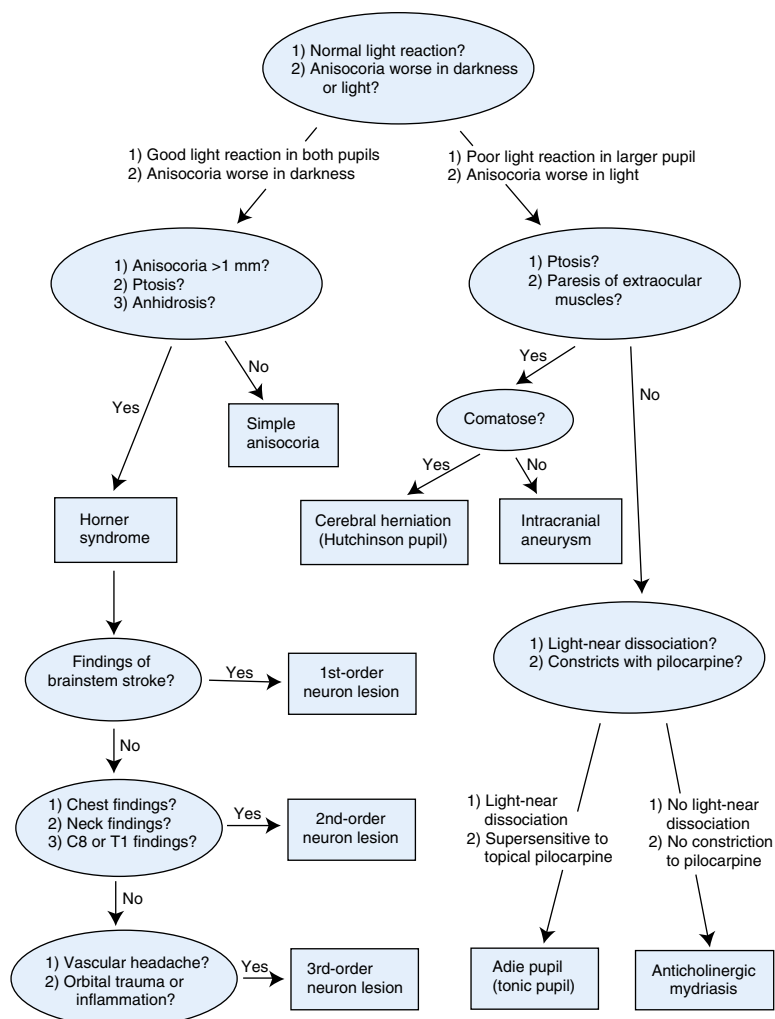 1) Normal light reaction?
2) Anisocoria worse in darkness
or light?
1) Good light reaction in both pupils
2) Anisocoria worse in darkness
1) Poor light reaction in larger pupil
2) Anisocoria worse in light
1) Anisocoria >1 mm?
2) Ptosis?
3) Anhidrosis?
1) Ptosis?
2) Paresis of extraocular
muscles?
Yes
No
Simple
anisocoria
Yes
No
Comatose?
Yes
No
Horner
syndrome
Cerebral herniation
(Hutchinson pupil)
Intracranial
aneurysm
Findings of
brainstem stroke?
Yes
1st-order
neuron lesion
1) Light-near dissociation?
2) Constricts with pilocarpine?
No
1) Chest findings?
2) Neck findings?
3) C8 or T1 findings?
Yes
2nd-order
neuron lesion
1) Light-near
dissociation
2) Supersensitive to
topical pilocarpine
1) No light-near
dissociation
2) No constriction
to pilocarpine
No
1) Vascular headache?
2) Orbital trauma or
inflammation?
Yes
3rd-order
neuron lesion
Adie pupil
(tonic pupil)
Anticholinergic
mydriasis